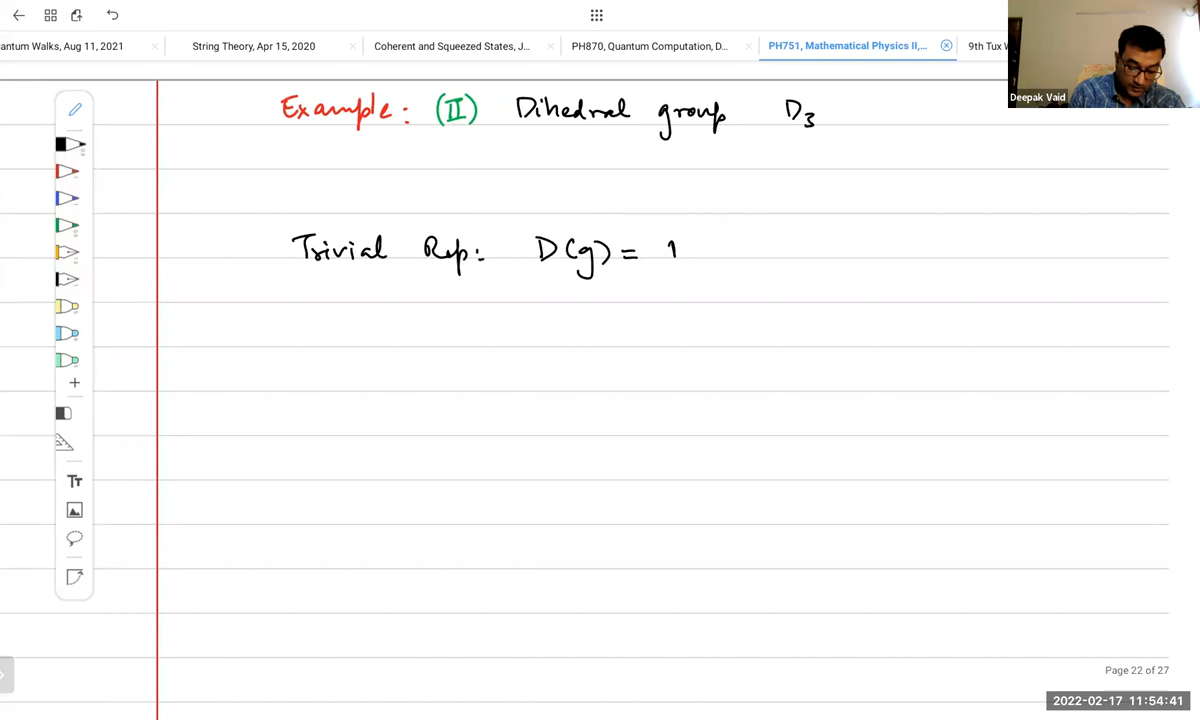 antum Walks, Aug 11, 2021
String Theory, Apr 15, 2020
Coherent and Squeezed States, J...
PH870, Quantum Computation, D...
PH751, Mathematical Physics II,...
9th Tux
Deepak Vaid
Example: (II) Dihedral group D3
Trivial Rep: D(g) = 1
TT
Page 22 of 27
2022-02-17 11:54:41